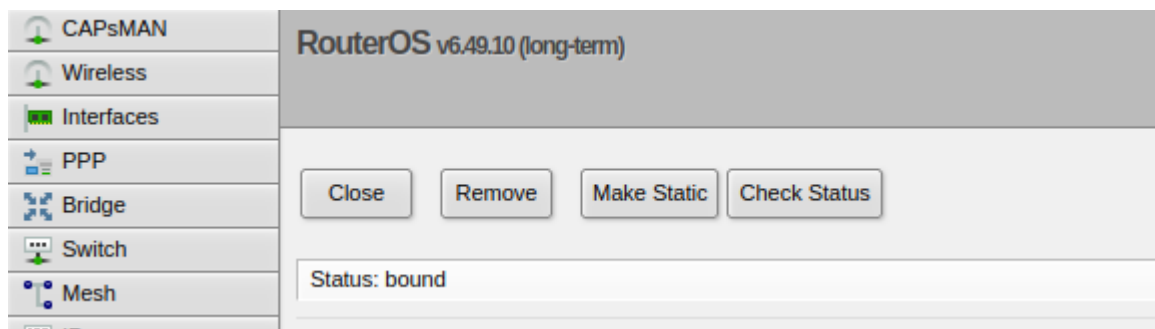 CAPsMAN
Wireless
Interfaces
PPP
Bridge
Switch
Mesh
RouterOS v6.49.10 (long-term)
Close Remove Make Static Check Status
Status: bound